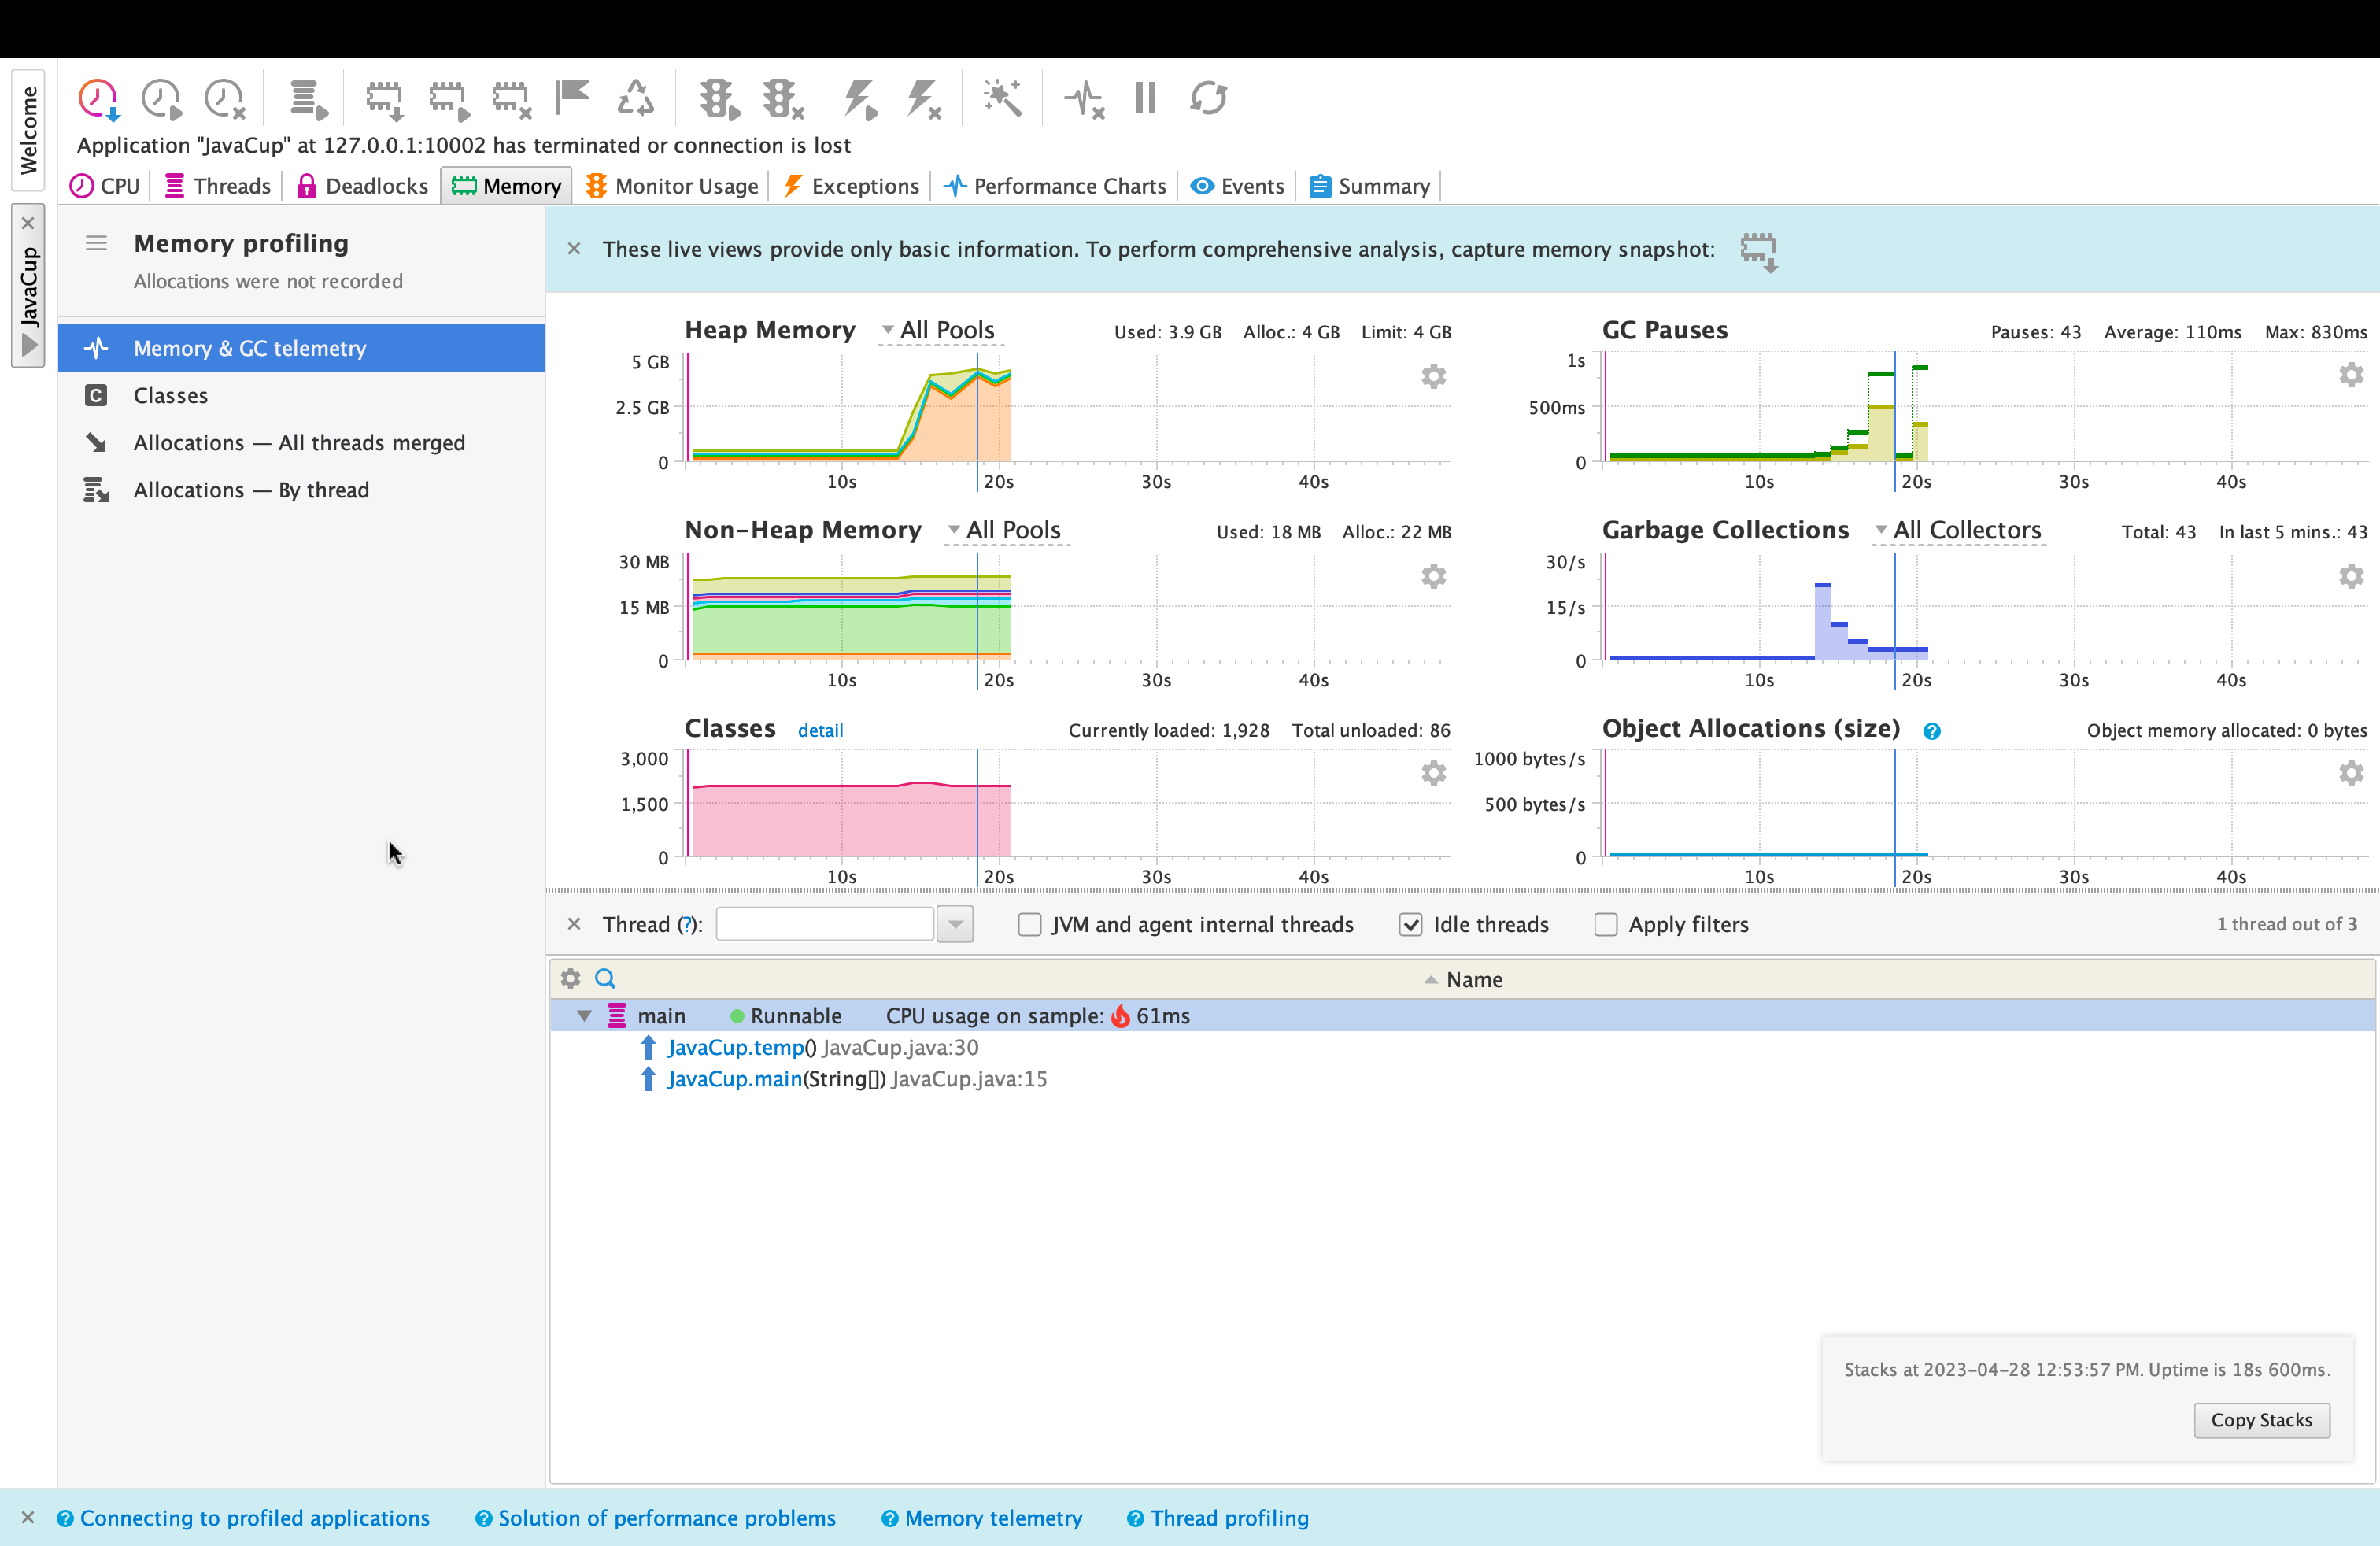 Welcome
JavaCup
Application "JavaCup" at 127.0.0.1:10002 has terminated or connection is lost
CPU Threads Deadlocks Memory Monitor Usage Exceptions Performance Charts Events Summary
Memory profiling
Allocations were not recorded
Memory & GC telemetry
C Classes
Allocations — All threads merged
Allocations — By thread
These live views provide only basic information. To perform comprehensive analysis, capture memory snapshot:
Heap Memory All Pools Used: 3.9 GB Alloc.: 4 GB Limit: 4 GB
5 GB
2.5 GB
0
10s 20s 30s 40s
GC Pauses Pauses: 43 Average: 110ms Max: 830ms
1s
500ms
0
10s 20s 30s 40s
Non-Heap Memory All Pools Used: 18 MB Alloc.: 22 MB
30 MB
15 MB
0
10s 20s 30s 40s
Garbage Collections All Collectors Total: 43 In last 5 mins.: 43
30/s
15/s
0
10s 20s 30s 40s
Classes detail Currently loaded: 1,928 Total unloaded: 86
3,000
1,500
0
10s 20s 30s 40s
Object Allocations (size) ? Object memory allocated: 0 bytes
1000 bytes/s
500 bytes/s
0
10s 20s 30s 40s
Thread (?): JVM and agent internal threads Idle threads Apply filters 1 thread out of 3
Name
main Runnable CPU usage on sample: 61ms
JavaCup.temp() JavaCup.java:30
JavaCup.main(String[]) JavaCup.java:15
Stacks at 2023-04-28 12:53:57 PM. Uptime is 18s 600ms.
Copy Stacks
? Connecting to profiled applications ? Solution of performance problems ? Memory telemetry ? Thread profiling